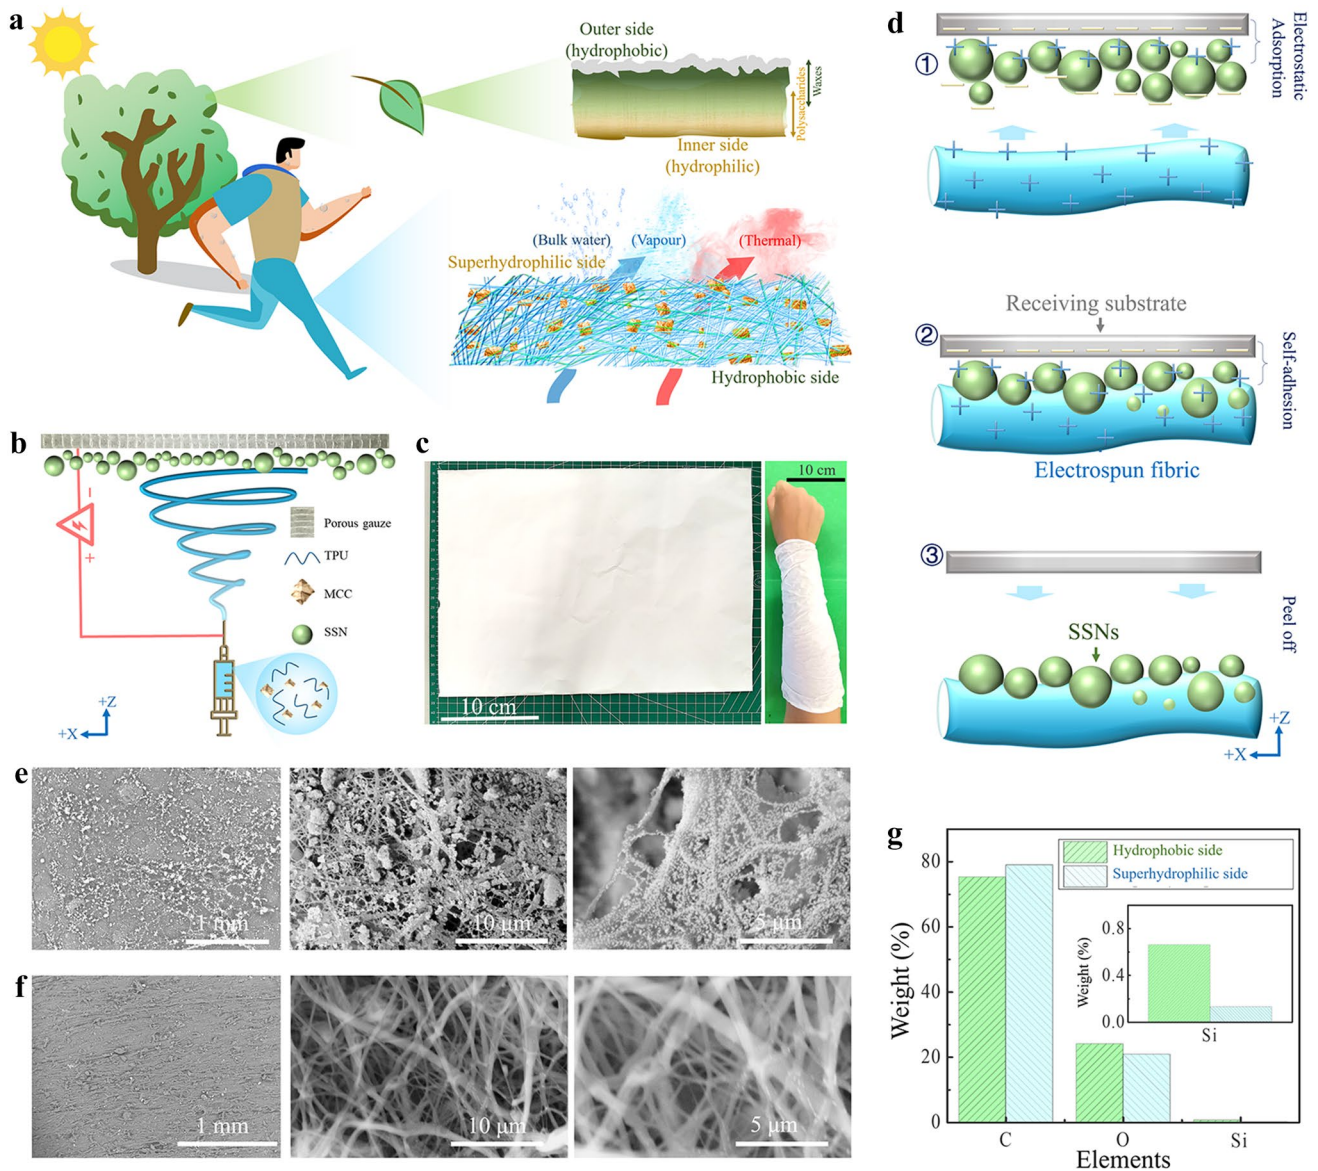 a
Outer side
(hydrophobic)
Waxes
Polysaccharides
Inner side
(hydrophilic)
(Bulk water)
(Vapour)
(Thermal)
Superhydrophilic side
Hydrophobic side
b
−
+
Porous gauze
TPU
MCC
SSN
+Z
+X
c
10 cm
10 cm
d
①
Electrostatic
Adsorption
②
Receiving substrate
Self-adhesion
Electrospun fibric
③
Peel off
SSNs
+Z
+X
e
1 mm
10 μm
5 μm
f
1 mm
10 μm
5 μm
g
Hydrophobic side
Superhydrophilic side
Weight (%)
80
60
40
20
0
C
O
Si
Elements
Weight (%)
0.8
0.4
0.0
Si